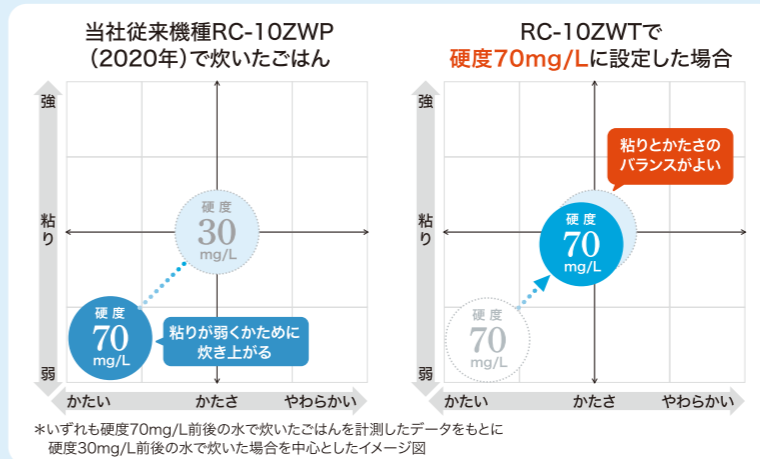 当社従来機種RC-10ZWP
（2020年）で炊いたごはん
強
粘り
弱
硬度
30
mg/L
硬度
70
mg/L
粘りが弱くかために
炊き上がる
かたい
かたさ
やわらかい
RC-10ZWTで
硬度70mg/Lに設定した場合
強
粘り
弱
粘りとかたさの
バランスがよい
硬度
70
mg/L
硬度
70
mg/L
かたい
かたさ
やわらかい
＊いずれも硬度70mg/L前後の水で炊いたごはんを計測したデータをもとに
硬度30mg/L前後の水で炊いた場合を中心としたイメージ図